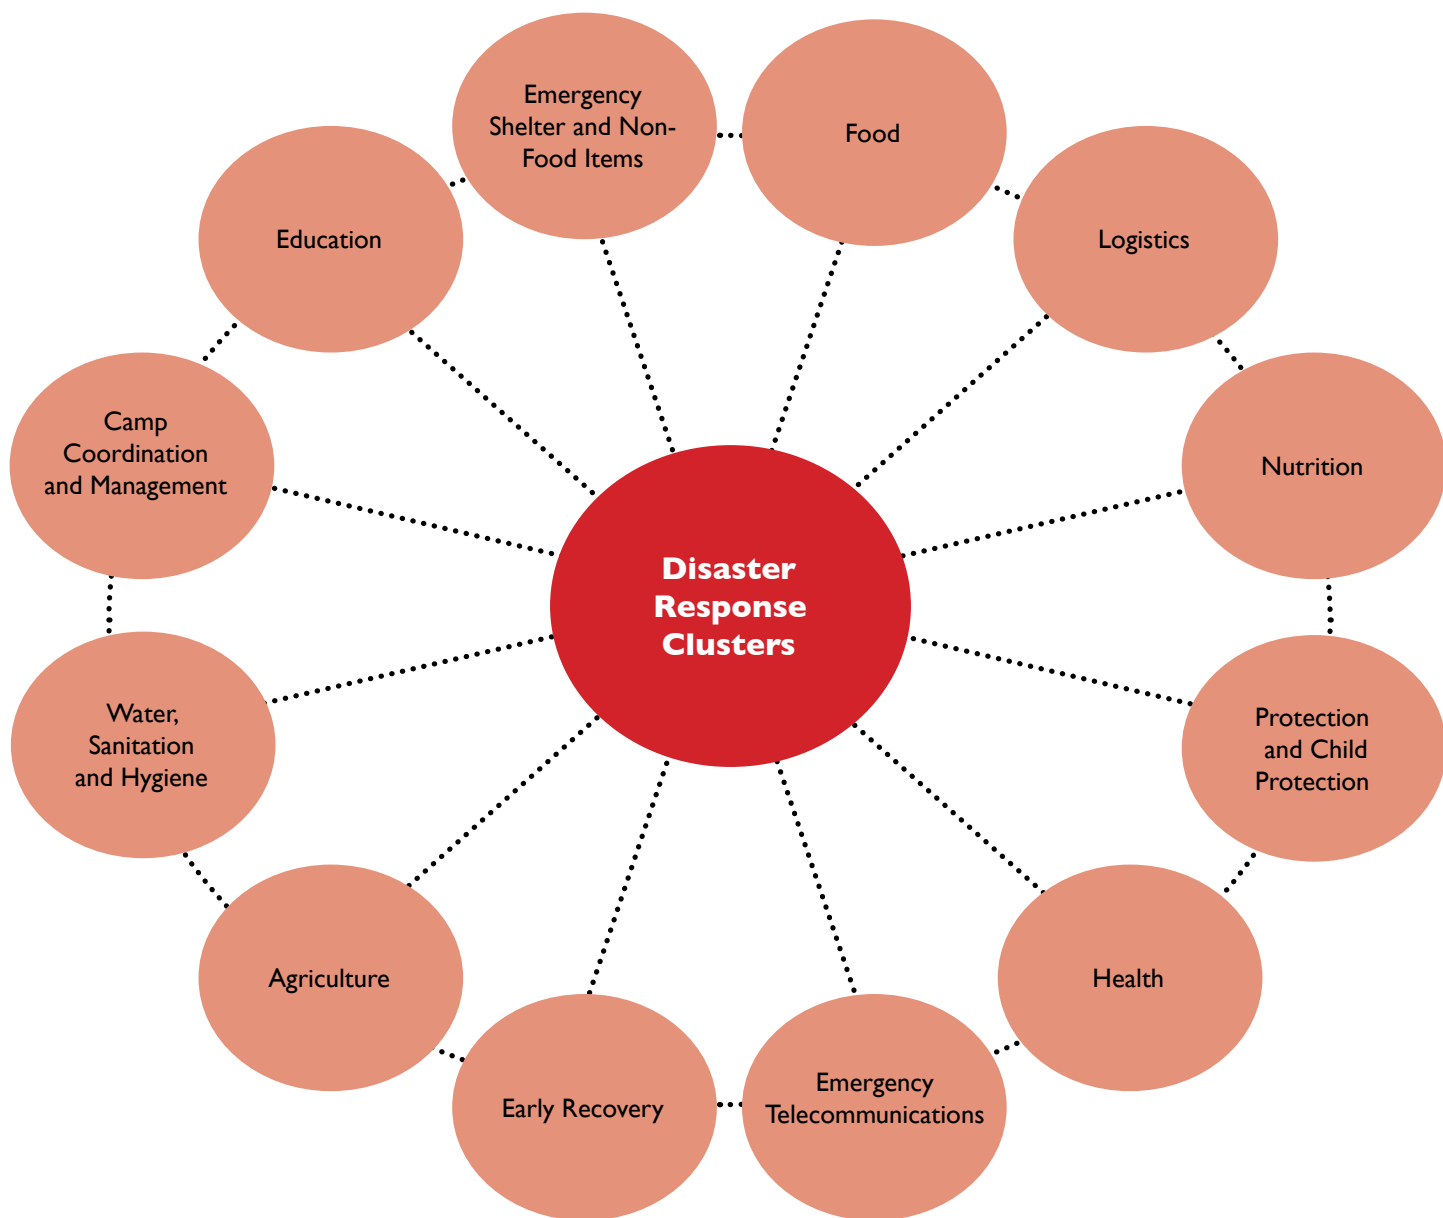 Emergency
Shelter and Non-
Food Items
Food
Education
Logistics
Camp
Coordination
and Management
Nutrition
Disaster
Response
Clusters
Water,
Sanitation
and Hygiene
Protection
and Child
Protection
Agriculture
Health
Early Recovery
Emergency
Telecommunications